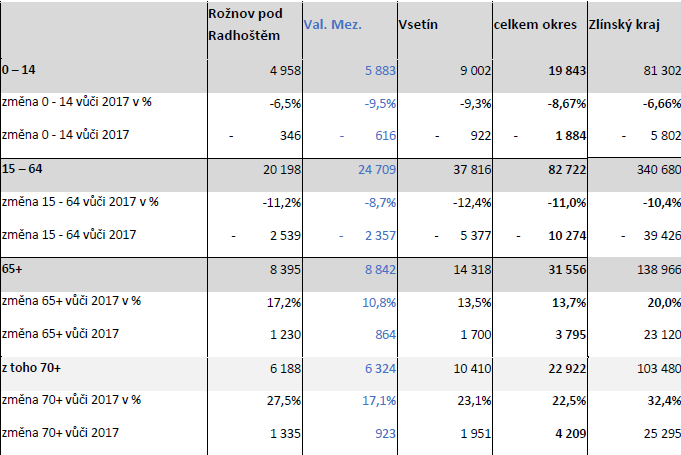 Rožnov pod Radhoštěm Val. Mez. Vsetín celkem okres Zlínský kraj
0 – 14 4 958 5 883 9 002 19 843 81 302
změna 0 - 14 vůči 2017 v % -6,5% -9,5% -9,3% -8,67% -6,66%
změna 0 - 14 vůči 2017 - 346 - 616 - 922 - 1 884 - 5 802
15 – 64 20 198 24 709 37 816 82 722 340 680
změna 15 - 64 vůči 2017 v % -11,2% -8,7% -12,4% -11,0% -10,4%
změna 15 - 64 vůči 2017 - 2 539 - 2 357 - 5 377 - 10 274 - 39 426
65+ 8 395 8 842 14 318 31 556 138 966
změna 65+ vůči 2017 v % 17,2% 10,8% 13,5% 13,7% 20,0%
změna 65+ vůči 2017 1 230 864 1 700 3 795 23 120
z toho 70+ 6 188 6 324 10 410 22 922 103 480
změna 70+ vůči 2017 v % 27,5% 17,1% 23,1% 22,5% 32,4%
změna 70+ vůči 2017 1 335 923 1 951 4 209 25 295